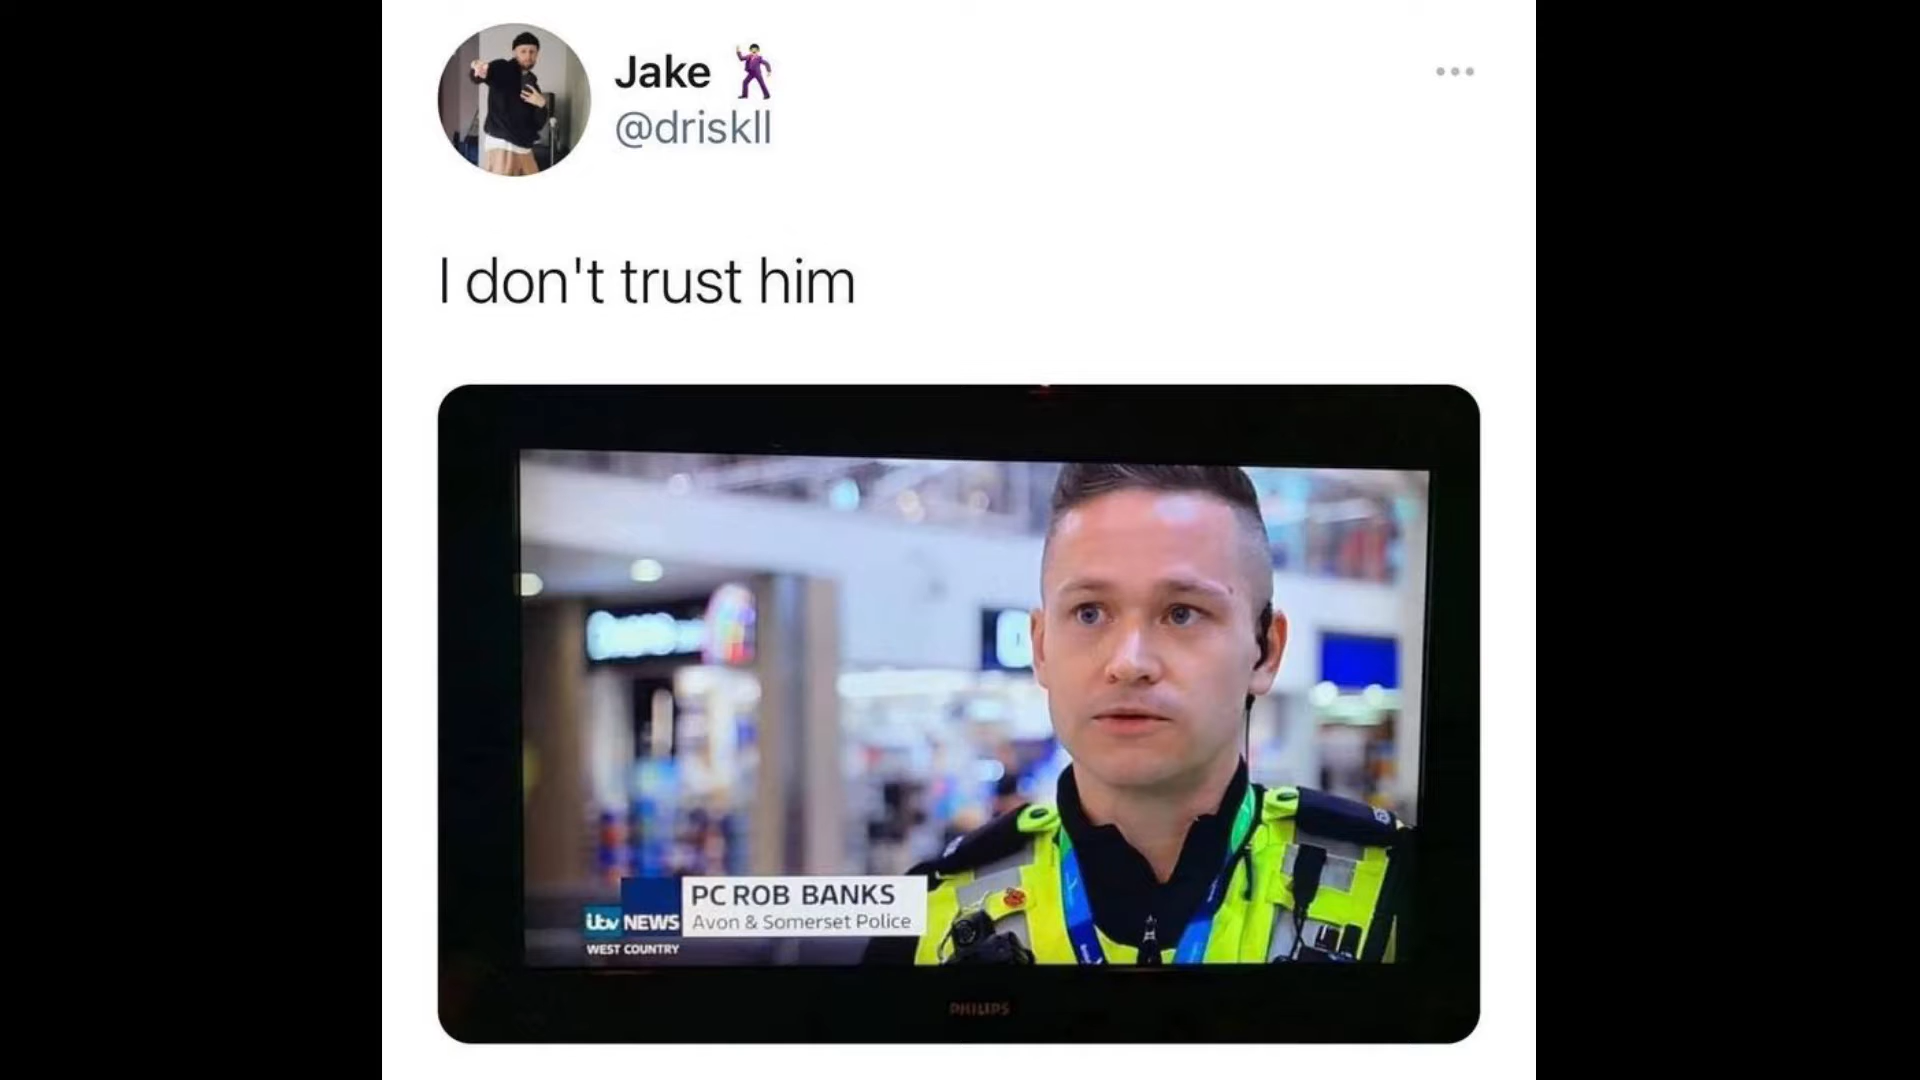 Jake
@driskll
I don't trust him
PC ROB BANKS
Avon & Somerset Police
itv NEWS
WEST COUNTRY
PHILIPS